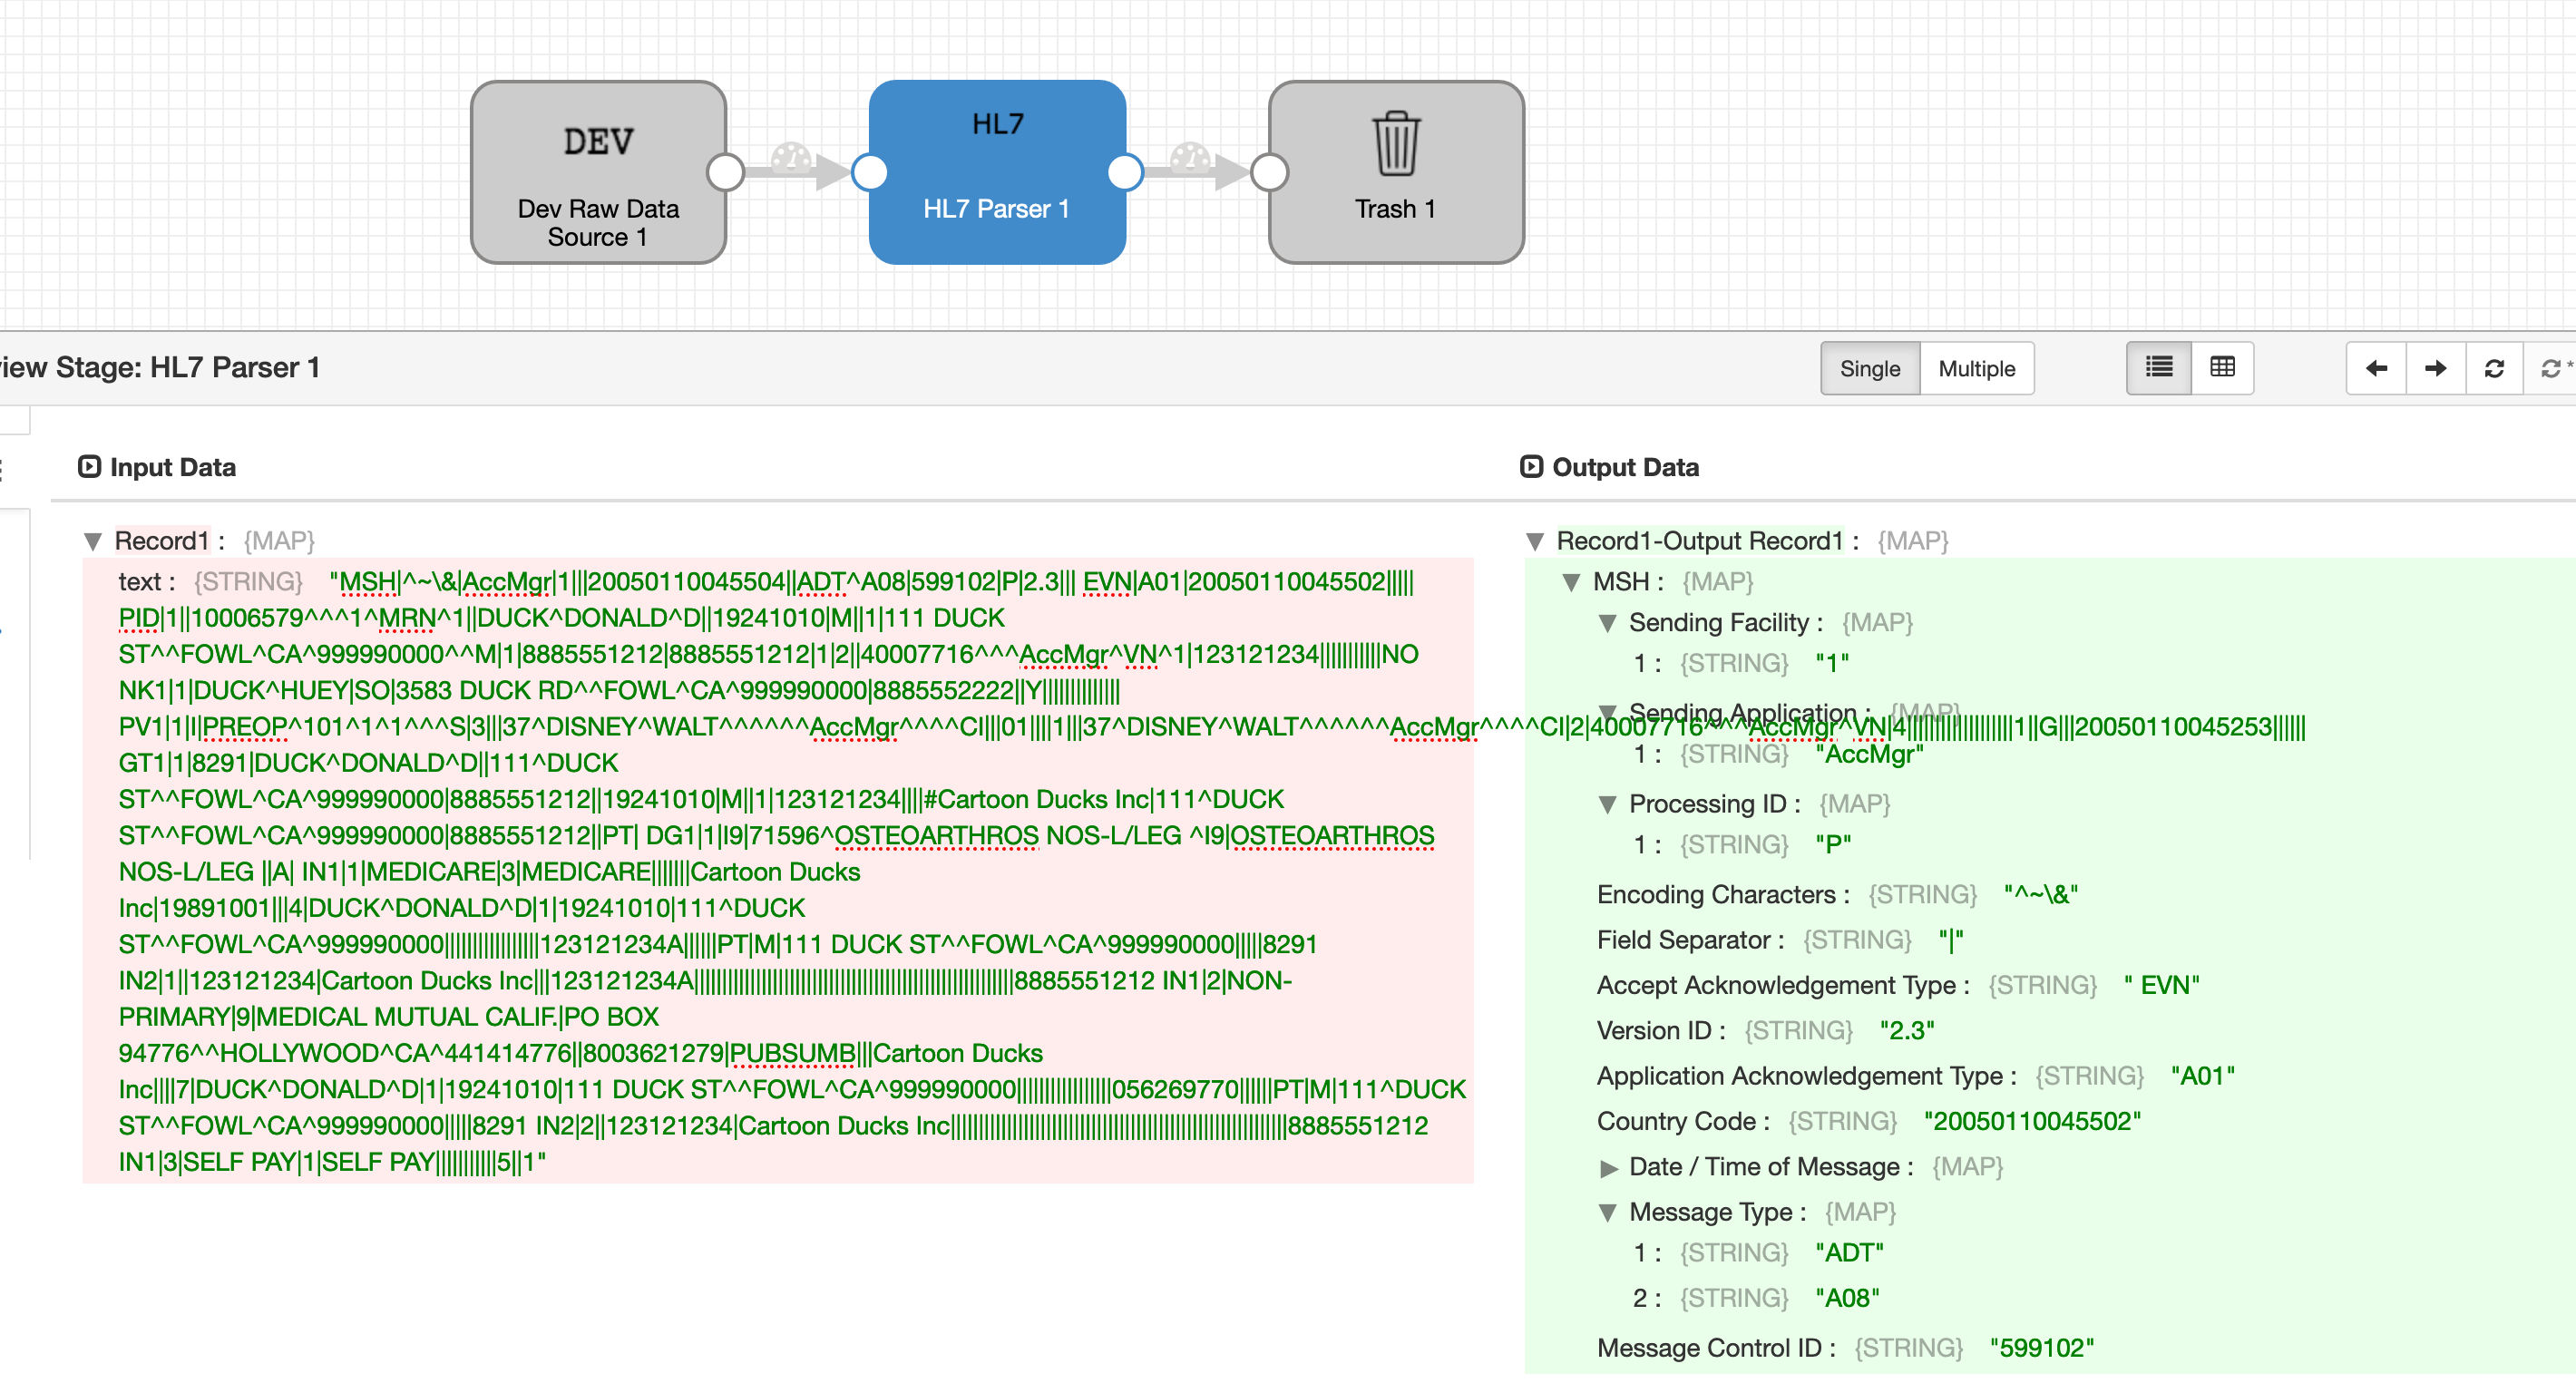 DEV
Dev Raw Data
Source 1
HL7
HL7 Parser 1
Trash 1
view Stage: HL7 Parser 1
Single
Multiple
Input Data
Record1 : {MAP}
text : {STRING} "MSH|^~\&|AccMgr|1|||20050110045504||ADT^A08|599102|P|2.3||| EVN|A01|20050110045502|||||
PID|1||10006579^^^1^MRN^1||DUCK^DONALD^D||19241010|M||1|111 DUCK
ST^^FOWL^CA^999990000^^M|1|8885551212|8885551212|1|2||40007716^^^AccMgr^VN^1|123121234|||||||||||NO
NK1|1|DUCK^HUEY|SO|3583 DUCK RD^^FOWL^CA^999990000|8885552222||Y||||||||||||||
PV1|1|I|PREOP^101^1^1^^^S|3|||37^DISNEY^WALT^^^^^^AccMgr^^^^CI|||01||||1|||37^DISNEY^WALT^^^^^^AccMgr^^^^CI|2|40007716^^^AccMgr^VN|4|||||||||||||||||||1||G|||20050110045253||||||
GT1|1|8291|DUCK^DONALD^D||111^DUCK
ST^^FOWL^CA^999990000|8885551212||19241010|M||1|123121234||||#Cartoon Ducks Inc|111^DUCK
ST^^FOWL^CA^999990000|8885551212||PT| DG1|1|I9|71596^OSTEOARTHROS NOS-L/LEG ^I9|OSTEOARTHROS
NOS-L/LEG ||A| IN1|1|MEDICARE|3|MEDICARE|||||||Cartoon Ducks
Inc|19891001|||4|DUCK^DONALD^D|1|19241010|111^DUCK
ST^^FOWL^CA^999990000|||||||||||||||||123121234A||||||PT|M|111 DUCK ST^^FOWL^CA^999990000|||||8291
IN2|1||123121234|Cartoon Ducks Inc|||123121234A||||||||||||||||||||||||||||||||||||||||||||||||||||||||||8885551212 IN1|2|NON-
PRIMARY|9|MEDICAL MUTUAL CALIF.|PO BOX
94776^^HOLLYWOOD^CA^441414776||8003621279|PUBSUMB|||Cartoon Ducks
Inc||||7|DUCK^DONALD^D|1|19241010|111 DUCK ST^^FOWL^CA^999990000|||||||||||||||||056269770||||||PT|M|111^DUCK
ST^^FOWL^CA^999990000|||||8291 IN2|2||123121234|Cartoon Ducks Inc||||||||||||||||||||||||||||||||||||||||||||||||||||||||||||8885551212
IN1|3|SELF PAY|1|SELF PAY|||||||||||5||1"
Output Data
Record1-Output Record1 : {MAP}
MSH : {MAP}
Sending Facility : {MAP}
1 : {STRING} "1"
Sending Application : {MAP}
1 : {STRING} "AccMgr"
Processing ID : {MAP}
1 : {STRING} "P"
Encoding Characters : {STRING} "^~\&"
Field Separator : {STRING} "|"
Accept Acknowledgement Type : {STRING} " EVN"
Version ID : {STRING} "2.3"
Application Acknowledgement Type : {STRING} "A01"
Country Code : {STRING} "20050110045502"
Date / Time of Message : {MAP}
Message Type : {MAP}
1 : {STRING} "ADT"
2 : {STRING} "A08"
Message Control ID : {STRING} "599102"